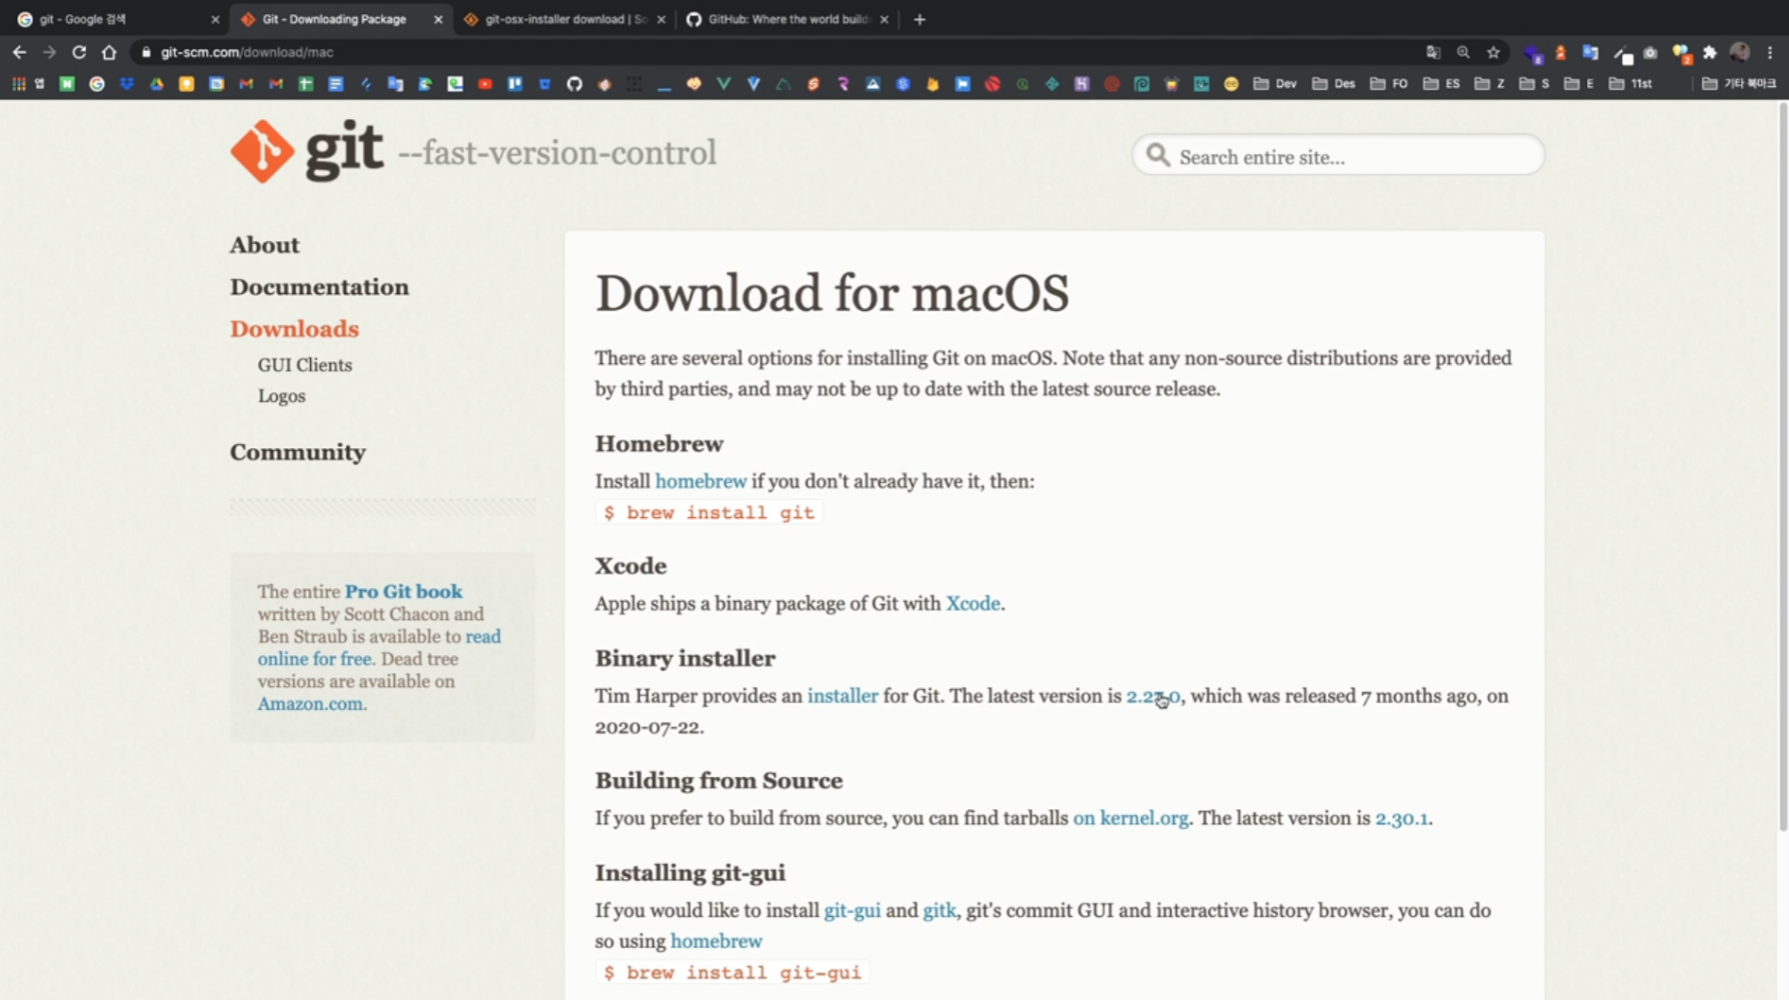 git - Google 검색
Git - Downloading Package
git-osx-installer download | So
GitHub: Where the world build
git-scm.com/download/mac
앱
Dev
Des
FO
ES
Z
S
E
11st
기타 북마크
git --fast-version-control
Search entire site...
About
Documentation
Downloads
GUI Clients
Logos
Community
The entire Pro Git book
written by Scott Chacon and
Ben Straub is available to read
online for free. Dead tree
versions are available on
Amazon.com.
Download for macOS
There are several options for installing Git on macOS. Note that any non-source distributions are provided
by third parties, and may not be up to date with the latest source release.
Homebrew
Install homebrew if you don't already have it, then:
$ brew install git
Xcode
Apple ships a binary package of Git with Xcode.
Binary installer
Tim Harper provides an installer for Git. The latest version is which was released 7 months ago, on
2020-07-22.
Building from Source
If you prefer to build from source, you can find tarballs on kernel.org. The latest version is 2.30.1.
Installing git-gui
If you would like to install git-gui and gitk, git's commit GUI and interactive history browser, you can do
so using homebrew
$ brew install git-gui